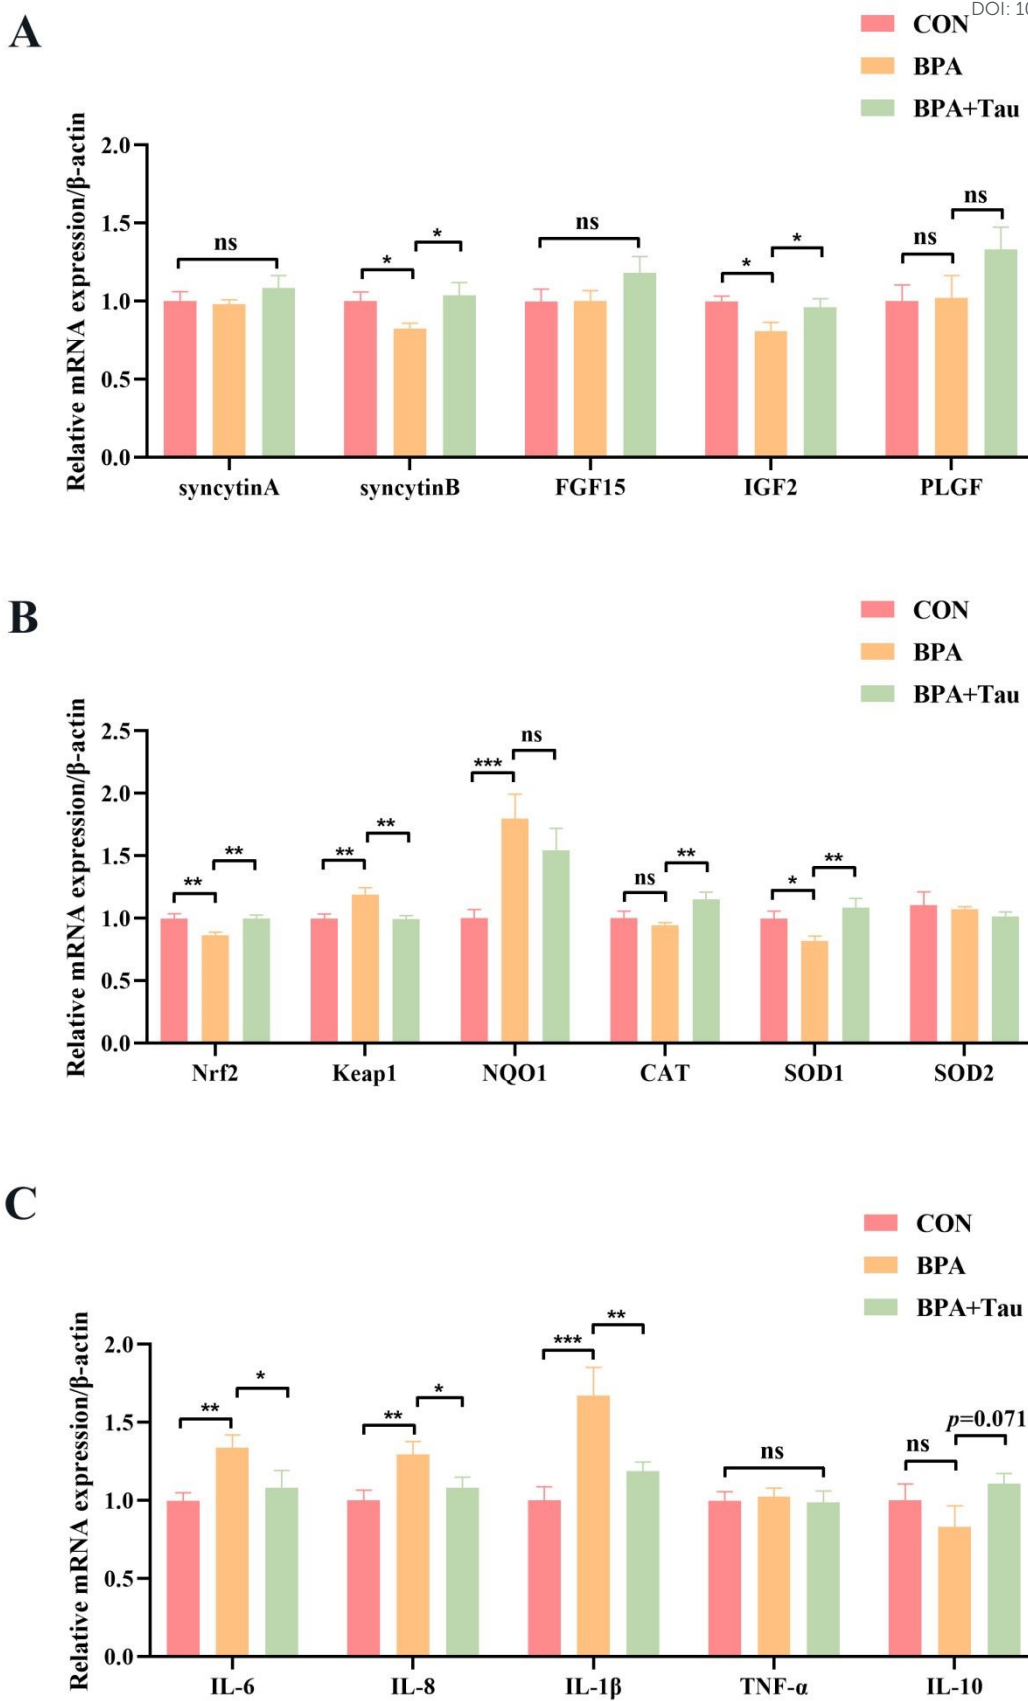 DOI: 10
A
CON
BPA
BPA+Tau
Relative mRNA expression/β-actin
2.0
1.5
1.0
0.5
0.0
ns
*
*
ns
*
*
ns
ns
syncytinA
syncytinB
FGF15
IGF2
PLGF
B
CON
BPA
BPA+Tau
Relative mRNA expression/β-actin
2.5
2.0
1.5
1.0
0.5
0.0
**
**
**
**
***
ns
ns
**
*
**
Nrf2
Keap1
NQO1
CAT
SOD1
SOD2
C
CON
BPA
BPA+Tau
Relative mRNA expression/β-actin
2.0
1.5
1.0
0.5
0.0
**
*
**
*
***
**
ns
ns
p=0.071
IL-6
IL-8
IL-1β
TNF-α
IL-10